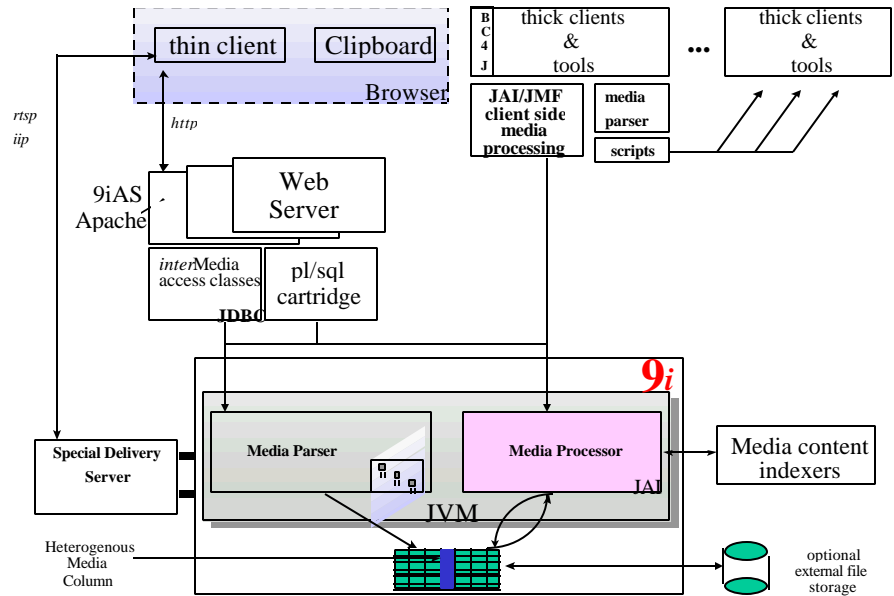 thin client
Clipboard
Browser
B
C
4
J
thick clients
&
tools
...
thick clients
&
tools
rtsp
iip
http
JAI/JMF
client side
media
processing
media
parser
scripts
9iAS
Apache
Web
Server
interMedia
access classes
JDBC
pl/sql
cartridge
9i
Special Delivery
Server
Media Parser
Media Processor
JAI
JVM
Media content
indexers
Heterogenous
Media
Column
optional
external file
storage